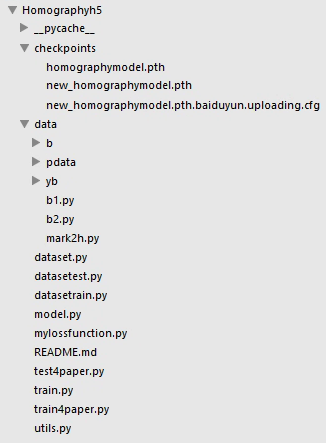 Homographyh5
__pycache__
checkpoints
homographymodel.pth
new_homographymodel.pth
new_homographymodel.pth.baiduyun.uploading.cfg
data
b
pdata
yb
b1.py
b2.py
mark2h.py
dataset.py
datasetest.py
datasetrain.py
model.py
mylossfunction.py
README.md
test4paper.py
train.py
train4paper.py
utils.py